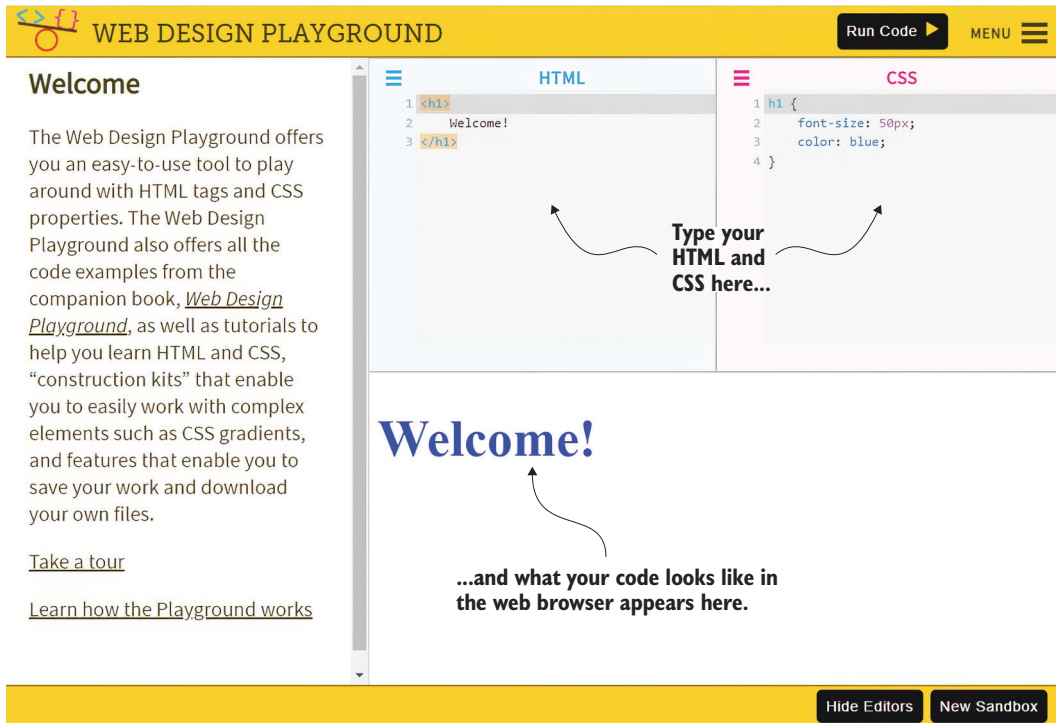 <> {}
WEB DESIGN PLAYGROUND
Run Code
MENU
Welcome
The Web Design Playground offers
you an easy-to-use tool to play
around with HTML tags and CSS
properties. The Web Design
Playground also offers all the
code examples from the
companion book, Web Design
Playground, as well as tutorials to
help you learn HTML and CSS,
“construction kits” that enable
you to easily work with complex
elements such as CSS gradients,
and features that enable you to
save your work and download
your own files.
Take a tour
Learn how the Playground works
HTML
1 <h1>
2 Welcome!
3 </h1>
CSS
1 h1 {
2 font-size: 50px;
3 color: blue;
4 }
Type your
HTML and
CSS here...
Welcome!
...and what your code looks like in
the web browser appears here.
Hide Editors
New Sandbox